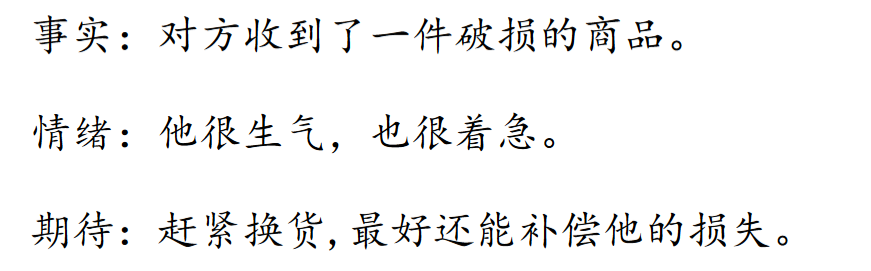 事实：对方收到了一件破损的商品。
情绪：他很生气，也很着急。
期待：赶紧换货,最好还能补偿他的损失。